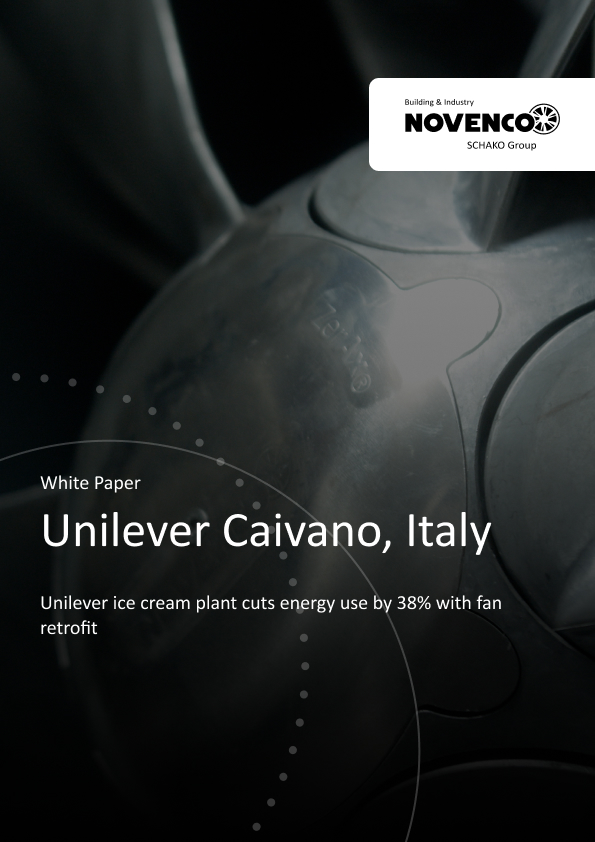 Building & Industry
NOVENCO
SCHAKO Group
White Paper
Unilever Caivano, Italy
Unilever ice cream plant cuts energy use by 38% with fan
retrofit